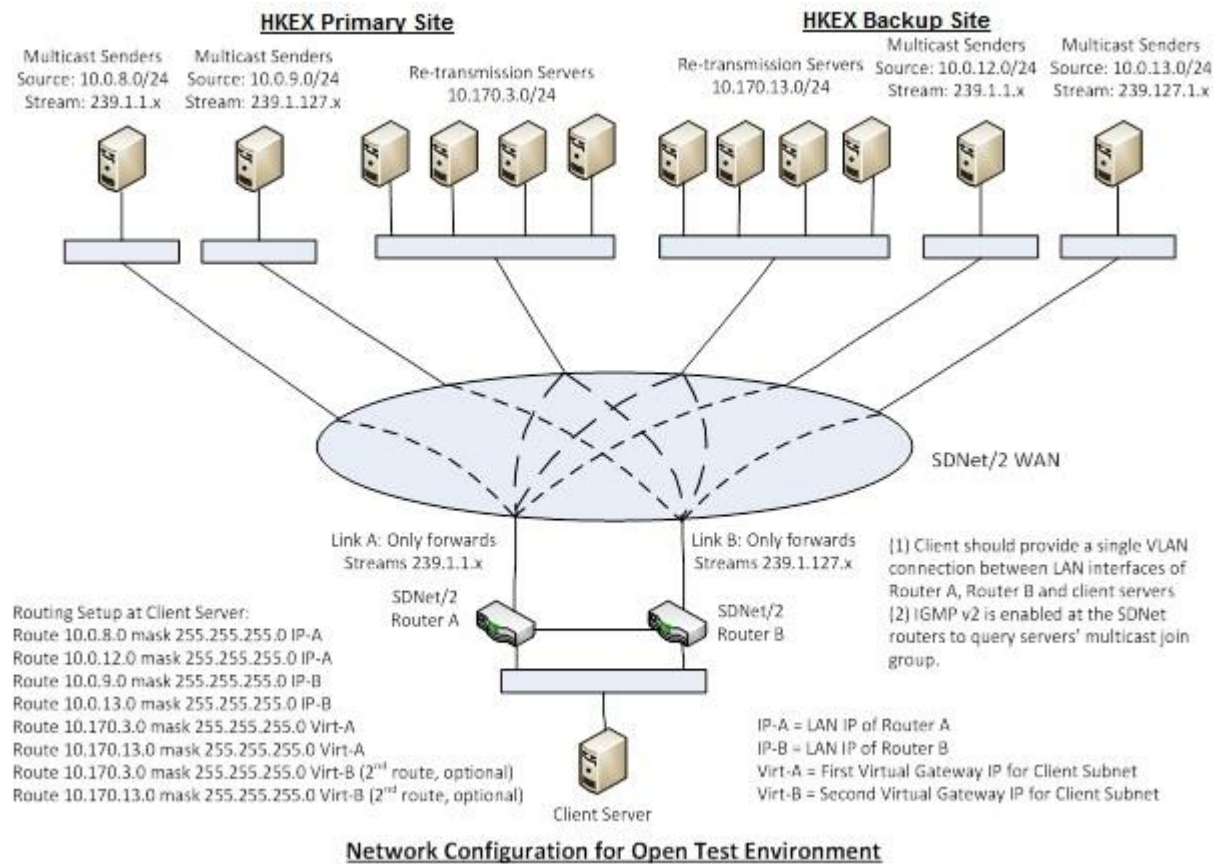 HKEX Primary Site
HKEX Backup Site
Multicast Senders
Source: 10.0.8.0/24
Stream: 239.1.1.x
Multicast Senders
Source: 10.0.9.0/24
Stream: 239.1.127.x
Re-transmission Servers
10.170.3.0/24
Re-transmission Servers
10.170.13.0/24
Multicast Senders
Source: 10.0.12.0/24
Stream: 239.1.1.x
Multicast Senders
Source: 10.0.13.0/24
Stream: 239.127.1.x
SDNet/2 WAN
Link A: Only forwards
Streams 239.1.1.x
Link B: Only forwards
Streams 239.1.127.x
SDNet/2
Router A
SDNet/2
Router B
(1) Client should provide a single VLAN
connection between LAN interfaces of
Router A, Router B and client servers
(2) IGMP v2 is enabled at the SDNet
routers to query servers' multicast join
group.
Routing Setup at Client Server:
Route 10.0.8.0 mask 255.255.255.0 IP-A
Route 10.0.12.0 mask 255.255.255.0 IP-A
Route 10.0.9.0 mask 255.255.255.0 IP-B
Route 10.0.13.0 mask 255.255.255.0 IP-B
Route 10.170.3.0 mask 255.255.255.0 Virt-A
Route 10.170.13.0 mask 255.255.255.0 Virt-A
Route 10.170.3.0 mask 255.255.255.0 Virt-B (2nd route, optional)
Route 10.170.13.0 mask 255.255.255.0 Virt-B (2nd route, optional)
IP-A = LAN IP of Router A
IP-B = LAN IP of Router B
Virt-A = First Virtual Gateway IP for Client Subnet
Virt-B = Second Virtual Gateway IP for Client Subnet
Client Server
Network Configuration for Open Test Environment